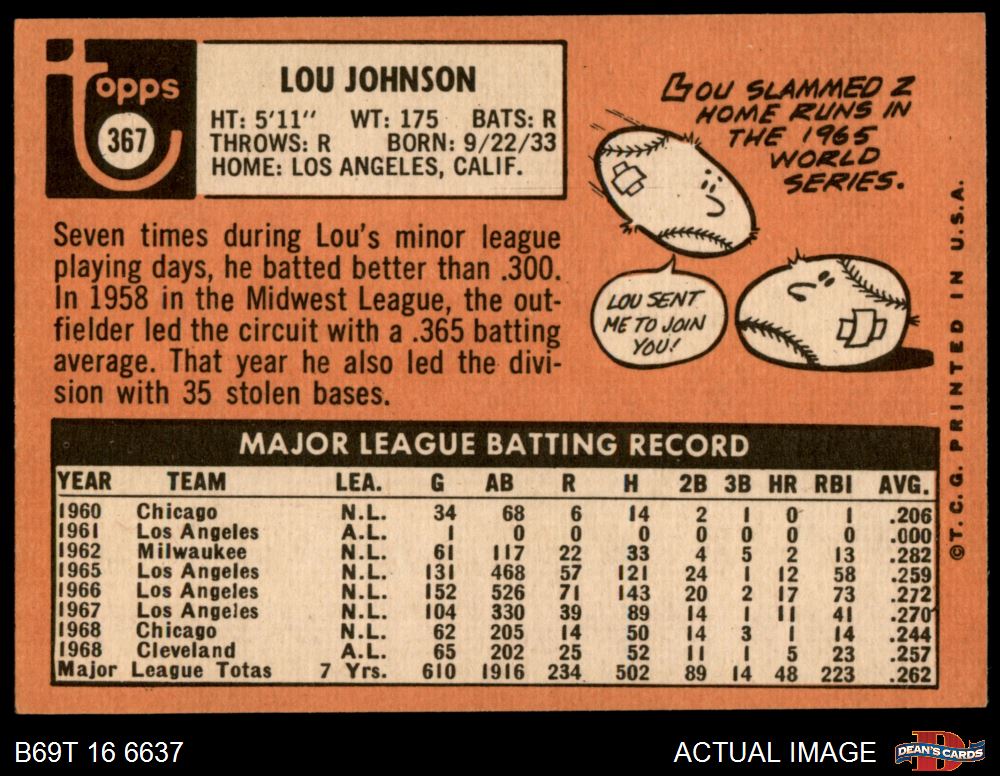 topps
367
LOU JOHNSON
HT: 5'11" WT: 175 BATS: R
THROWS: R BORN: 9/22/33
HOME: LOS ANGELES, CALIF.
LOU SLAMMED 2
HOME RUNS IN
THE 1965
WORLD
SERIES.
LOU SENT
ME TO JOIN
YOU!
Seven times during Lou's minor league
playing days, he batted better than .300.
In 1958 in the Midwest League, the out-
fielder led the circuit with a .365 batting
average. That year he also led the divi-
sion with 35 stolen bases.
©T.C.G. PRINTED IN U.S.A.
MAJOR LEAGUE BATTING RECORD
YEAR TEAM LEA. G AB R H 2B 3B HR RBI AVG.
1960 Chicago N.L. 34 68 6 14 2 1 0 1 .206
1961 Los Angeles A.L. 1 0 0 0 0 0 0 0 .000
1962 Milwaukee N.L. 61 117 22 33 4 5 2 13 .282
1965 Los Angeles N.L. 131 468 57 121 24 1 12 58 .259
1966 Los Angeles N.L. 152 526 71 143 20 2 17 73 .272
1967 Los Angeles N.L. 104 330 39 89 14 1 11 41 .270
1968 Chicago N.L. 62 205 14 50 14 3 1 14 .244
1968 Cleveland A.L. 65 202 25 52 11 1 5 23 .257
Major League Totas 7 Yrs. 610 1916 234 502 89 14 48 223 .262
B69T 16 6637
ACTUAL IMAGE
DEAN'S CARDS